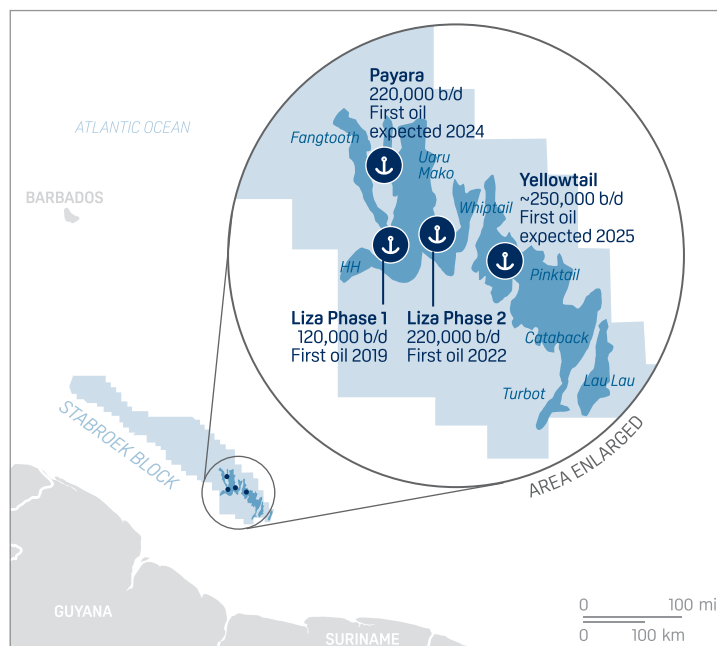 Payara
220,000 b/d
First oil
expected 2024
ATLANTIC OCEAN
Fangtooth
Uaru
Mako
BARBADOS
Yellowtail
~250,000 b/d
First oil
expected 2025
Whiptail
HH
Pinktail
Liza Phase 1
120,000 b/d
First oil 2019
Liza Phase 2
220,000 b/d
First oil 2022
Cataback
Turbot
Lau Lau
STABROEK BLOCK
AREA ENLARGED
GUYANA
SURINAME
0 100 mi
0 100 km